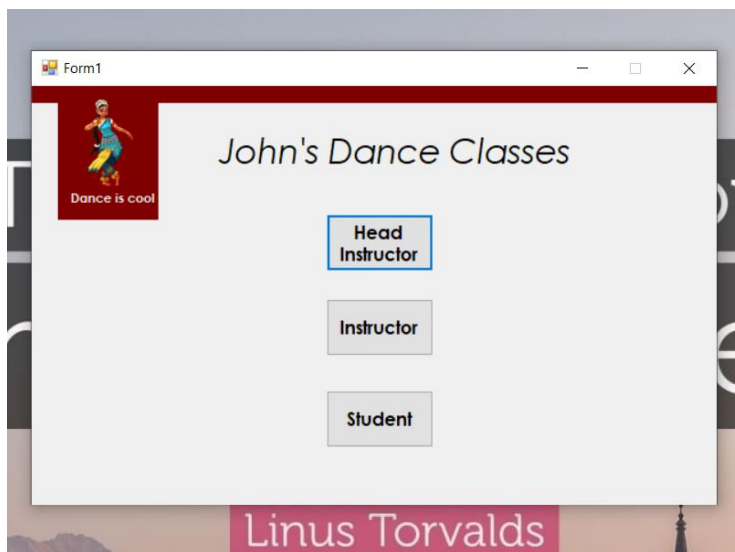 Form1
John's Dance Classes
Dance is cool
Head
Instructor
Instructor
Student
Linus Torvalds